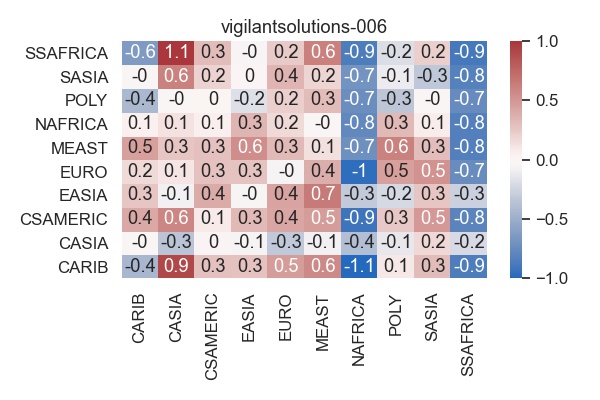 vigilantsolutions-006
SSAFRICA -0.6 1.1 0.3 -0 0.2 0.6 -0.9 -0.2 0.2 -0.9
SASIA -0 0.6 0.2 0 0.4 0.2 -0.7 -0.1 -0.3 -0.8
POLY -0.4 -0 0 -0.2 0.2 0.3 -0.7 -0.3 -0 -0.7
NAFRICA 0.1 0.1 0.1 0.3 0.2 -0 -0.8 0.3 0.1 -0.8
MEAST 0.5 0.3 0.3 0.6 0.3 0.1 -0.7 0.6 0.3 -0.8
EURO 0.2 0.1 0.3 0.3 -0 0.4 -1 0.5 0.5 -0.7
EASIA 0.3 -0.1 0.4 -0 0.4 0.7 -0.3 -0.2 0.3 -0.3
CSAMERIC 0.4 0.6 0.1 0.3 0.4 0.5 -0.9 0.3 0.5 -0.8
CASIA -0 -0.3 0 -0.1 -0.3 -0.1 -0.4 -0.1 0.2 -0.2
CARIB -0.4 0.9 0.3 0.3 0.5 0.6 -1.1 0.1 0.3 -0.9
CARIB CASIA CSAMERIC EASIA EURO MEAST NAFRICA POLY SASIA SSAFRICA
1.0
0.5
0.0
−0.5
−1.0